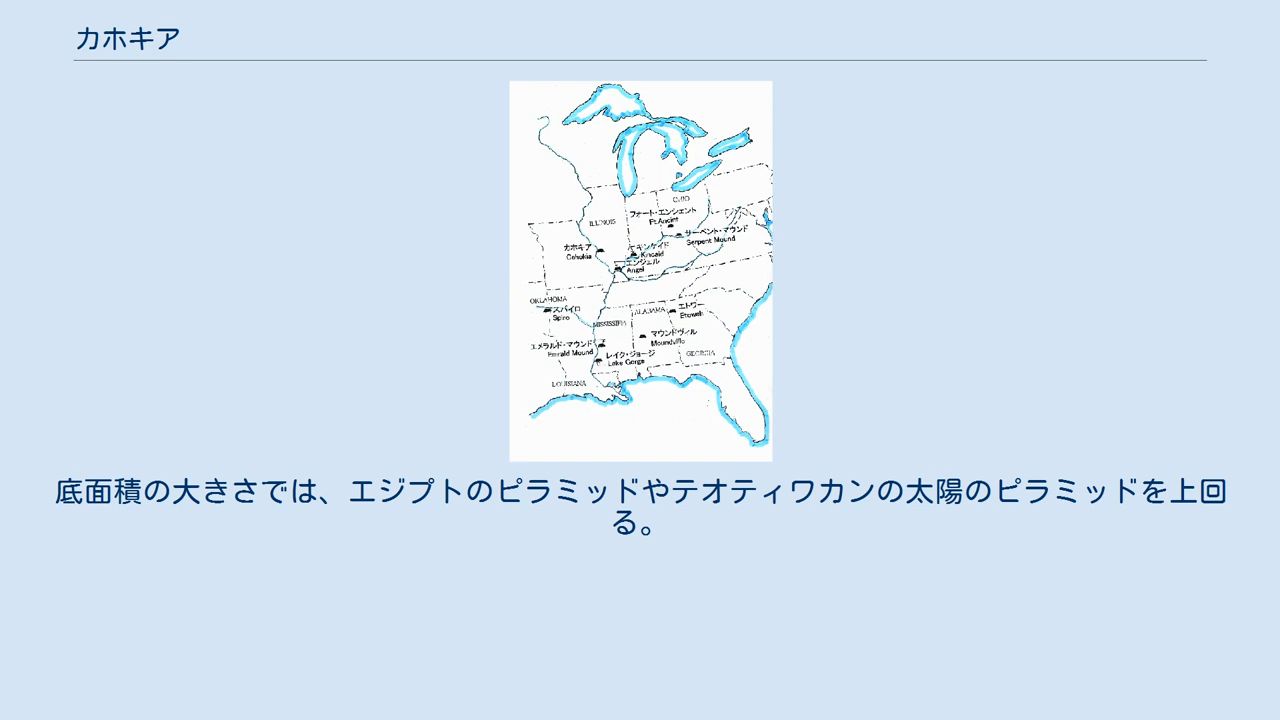 カホキア
OHIO
フォート・エンシェント
Ft.Ancint
ILLINOIS
サーペント・マウンド
Serpent Mound
カホキア
Cahokia
キンケイド
Kincaid
エンジェル
Angel
OKLAHOMA
スパイロ
Spiro
ALABAMA
エトワー
Etowah
MISSISSIPIA
マウンドヴィル
Moundville
エメラルド・マウンド
Emerald Mound
レイク・ジョージ
Lake Gorge
GEORGIA
LOUISIANA
底面積の大きさでは、エジプトのピラミッドやテオティワカンの太陽のピラミッドを上回
る。